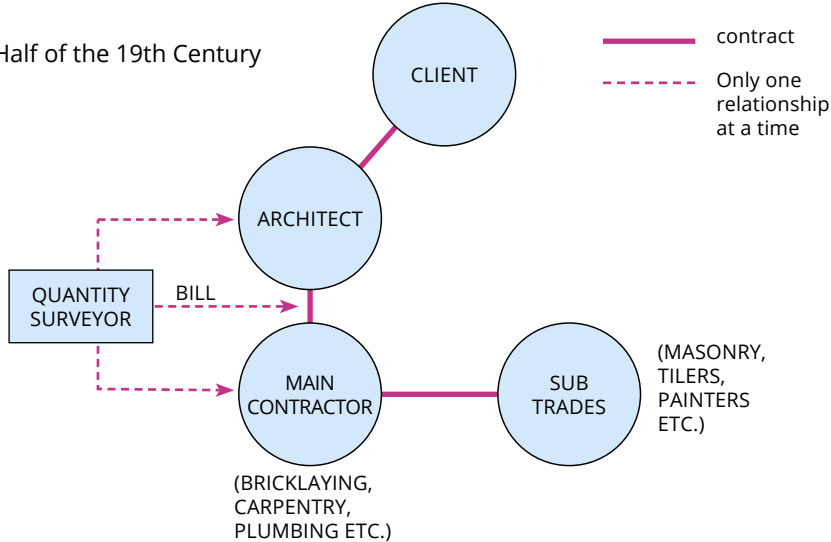 Half of the 19th Century
CLIENT
contract
Only one
relationship
at a time
ARCHITECT
QUANTITY
SURVEYOR
BILL
MAIN
CONTRACTOR
SUB
TRADES
(MASONRY,
TILERS,
PAINTERS
ETC.)
(BRICKLAYING,
CARPENTRY,
PLUMBING ETC.)